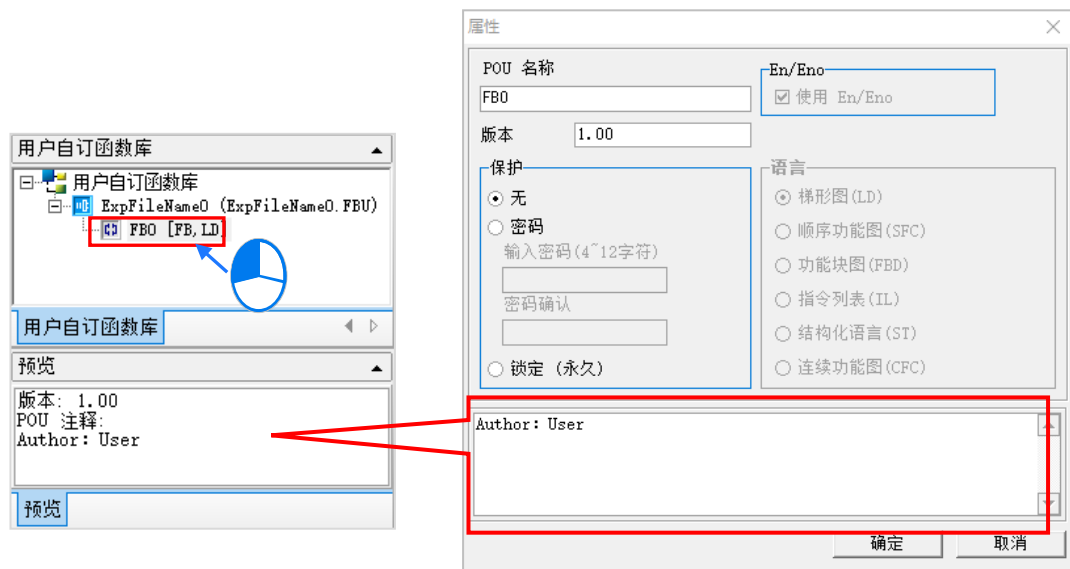 用户自订函数库
用户自订函数库
ExpFileName0 (ExpFileName0.FBU)
FB0 [FB,LD]
用户自订函数库
预览
版本: 1.00
POU 注释:
Author: User
预览
属性
POU 名称
FB0
版本 1.00
En/Eno
使用 En/Eno
保护
无
密码
输入密码(4~12字符)
密码确认
锁定 (永久)
语言
梯形图(LD)
顺序功能图(SFC)
功能块图(FBD)
指令列表(IL)
结构化语言(ST)
连续功能图(CFC)
Author: User
确定 取消